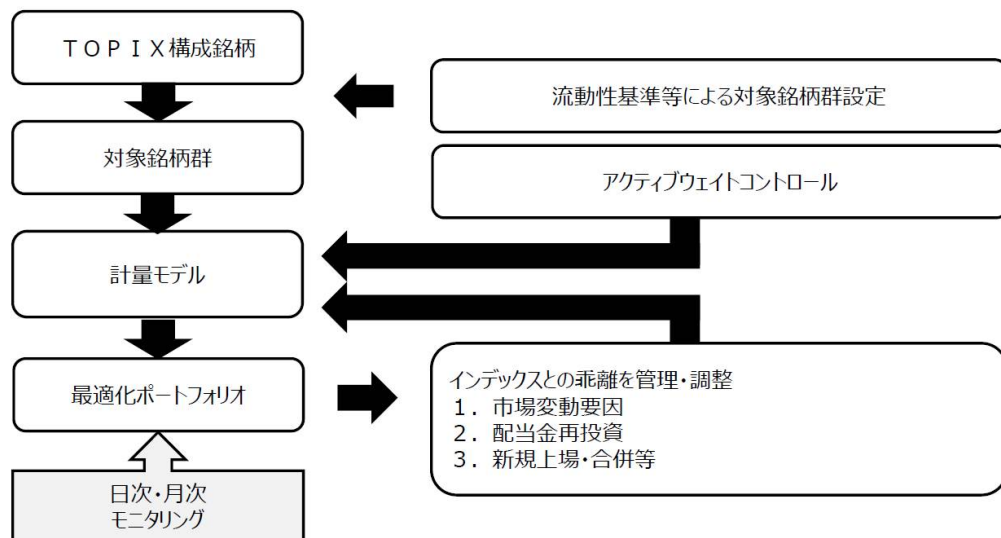 ＴＯＰＩＸ構成銘柄
流動性基準等による対象銘柄群設定
対象銘柄群
アクティブウェイトコントロール
計量モデル
最適化ポートフォリオ
インデックスとの乖離を管理・調整
１．市場変動要因
２．配当金再投資
３．新規上場・合併等
日次・月次
モニタリング